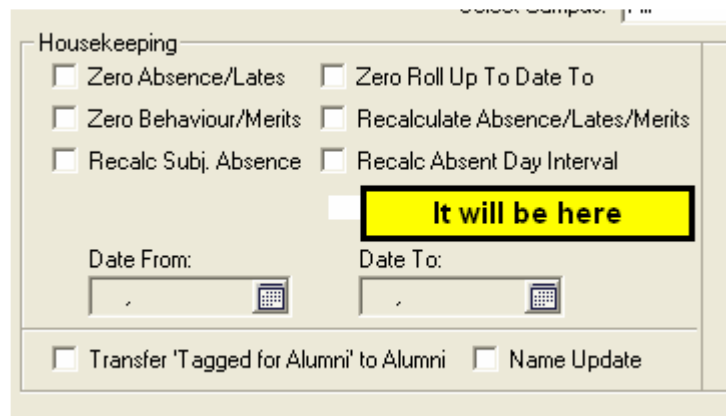 Housekeeping
Zero Absence/Lates Zero Roll Up To Date To
Zero Behaviour/Merits Recalculate Absence/Lates/Merits
Recalc Subj. Absence Recalc Absent Day Interval
It will be here
Date From: Date To:
, ,
Transfer 'Tagged for Alumni' to Alumni Name Update